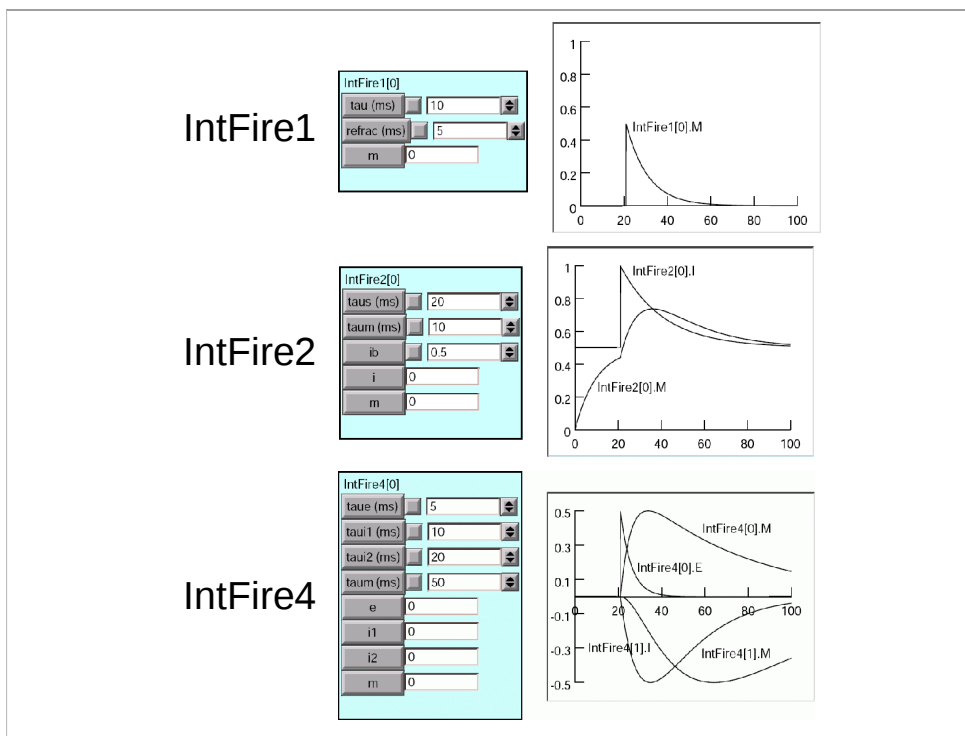 IntFire1
IntFire1[0]
tau (ms) 10
refrac (ms) 5
m 0
1
0.8
0.6
0.4
0.2
0
0 20 40 60 80 100
IntFire1[0].M
IntFire2
IntFire2[0]
taus (ms) 20
taum (ms) 10
ib 0.5
i 0
m 0
1
0.8
0.6
0.4
0.2
0
0 20 40 60 80 100
IntFire2[0].I
IntFire2[0].M
IntFire4
IntFire4[0]
taue (ms) 5
taui1 (ms) 10
taui2 (ms) 20
taum (ms) 50
e 0
i1 0
i2 0
m 0
0.5
0.3
0.1
-0.1
-0.3
-0.5
0 20 40 60 80 100
IntFire4[0].M
IntFire4[0].E
IntFire4[1].I
IntFire4[1].M